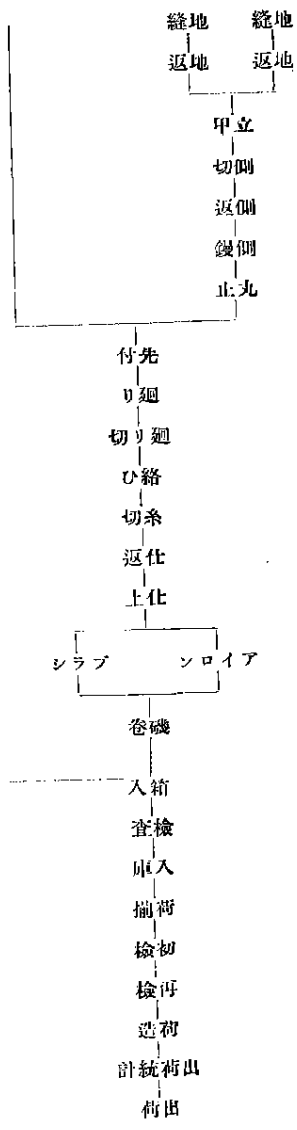 地縫
地縫
地返
地返
立甲
側切
側返
側鏝
丸止
先付
廻り
廻り切
絡ひ
糸切
仕返
仕上
アイロン
ブラシ
磯卷
箱入
檢査
入庫
荷揃
初檢
再檢
荷造
出荷統計
出荷